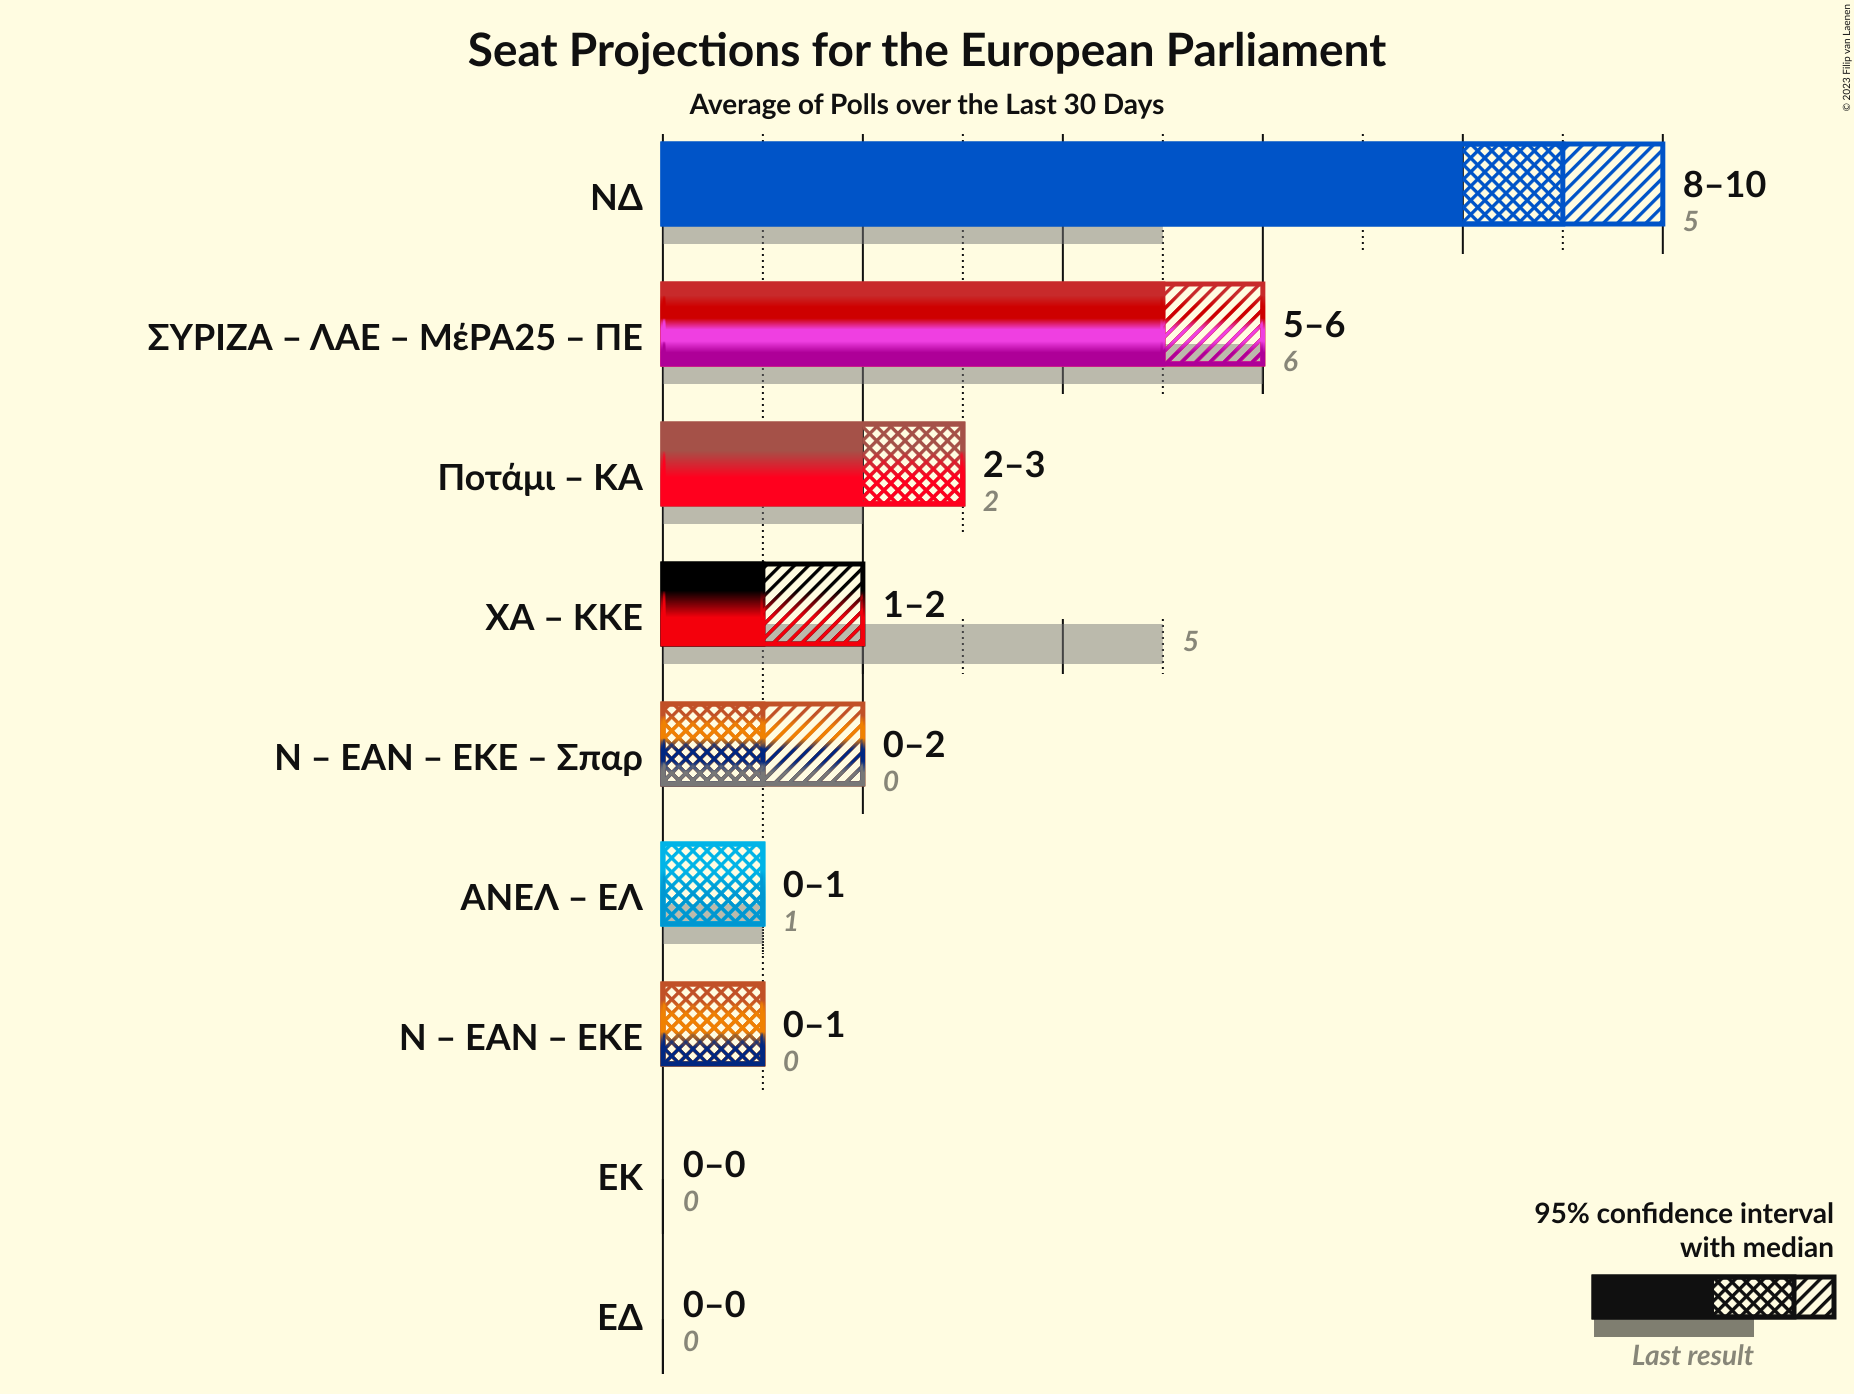 Seat Projections for the European Parliament
Average of Polls over the Last 30 Days
© 2023 Filip van Laenen
ΝΔ
8–10
5
ΣΥΡΙΖΑ – ΛΑΕ – ΜέΡΑ25 – ΠΕ
5–6
6
Ποτάμι – ΚΑ
2–3
2
ΧΑ – ΚΚΕ
1–2
5
Ν – ΕΑΝ – ΕΚΕ – Σπαρ
0–2
0
ΑΝΕΛ – ΕΛ
0–1
1
Ν – ΕΑΝ – ΕΚΕ
0–1
0
ΕΚ
0–0
0
ΕΔ
0–0
0
95% confidence interval
with median
Last result